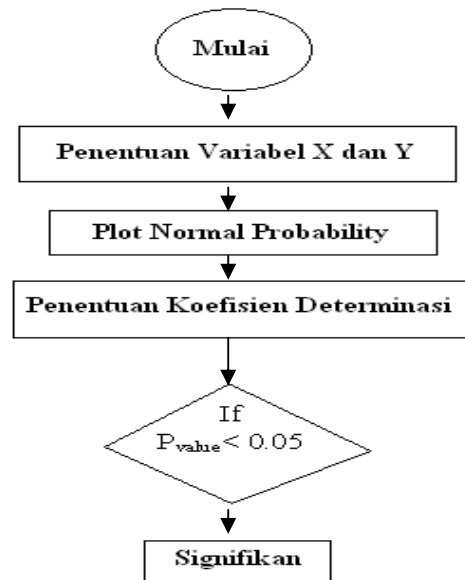 Mulai
Penentuan Variabel X dan Y
Plot Normal Probability
Penentuan Koefisien Determinasi
If
Pvalue< 0.05
Signifikan